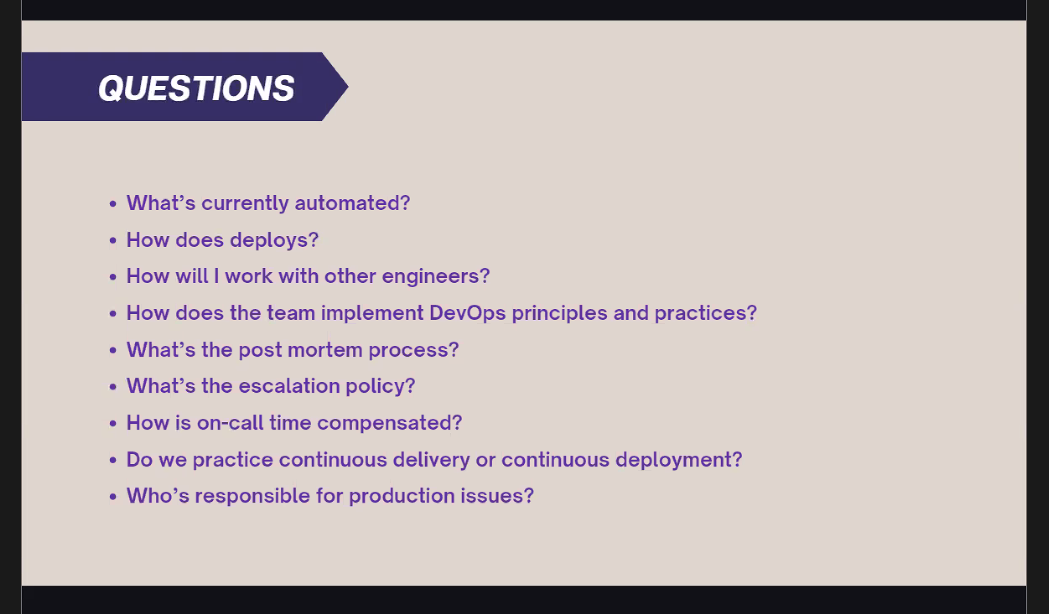 QUESTIONS
• What’s currently automated?
• How does deploys?
• How will I work with other engineers?
• How does the team implement DevOps principles and practices?
• What’s the post mortem process?
• What’s the escalation policy?
• How is on-call time compensated?
• Do we practice continuous delivery or continuous deployment?
• Who’s responsible for production issues?